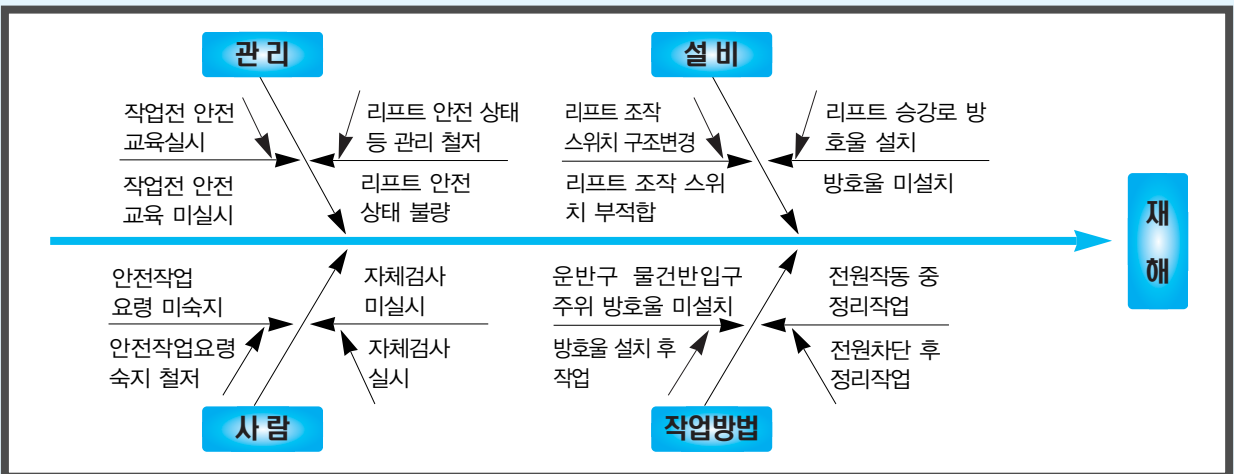 관 리
작업전 안전
교육실시
리프트 안전 상태
등 관리 철저
작업전 안전
교육 미실시
리프트 안전
상태 불량
설 비
리프트 조작
스위치 구조변경
리프트 승강로 방
호울 설치
리프트 조작 스위
치 부적합
방호울 미설치
재
해
안전작업
요령 미숙지
자체검사
미실시
안전작업요령
숙지 철저
자체검사
실시
사 람
운반구 물건반입구
주위 방호울 미설치
전원작동 중
정리작업
방호울 설치 후
작업
전원차단 후
정리작업
작업방법